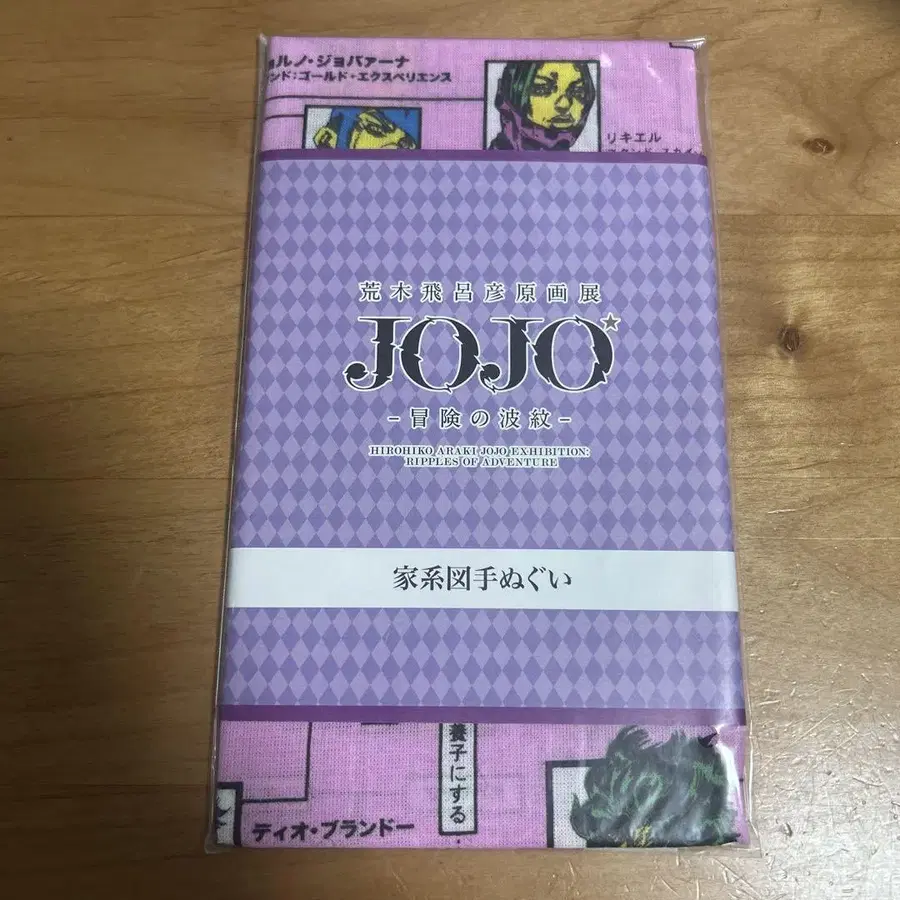 ルノ・ジョバァーナ
ンド:ゴールド・エクスペリエンス
リキエル
荒木飛呂彦原画展
JOJO
-冒険の波紋-
HIROHIKO ARAKI JOJO EXHIBITION:
RIPPLES OF ADVENTURE
家系図手ぬぐい
養子にする
ディオ・ブランドー